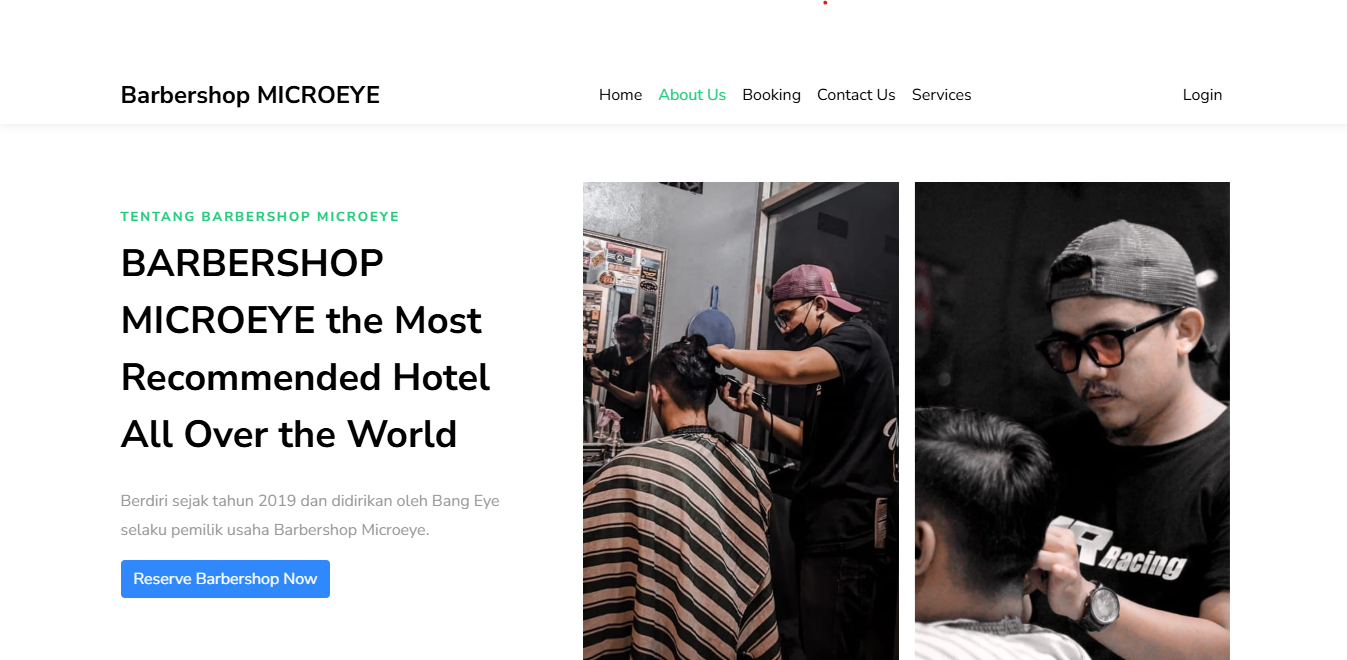 Barbershop MICROEYE
Home About Us Booking Contact Us Services
Login
TENTANG BARBERSHOP MICROEYE
BARBERSHOP
MICROEYE the Most
Recommended Hotel
All Over the World
Berdiri sejak tahun 2019 dan didirikan oleh Bang Eye
selaku pemilik usaha Barbershop Microeye.
Reserve Barbershop Now
Racing